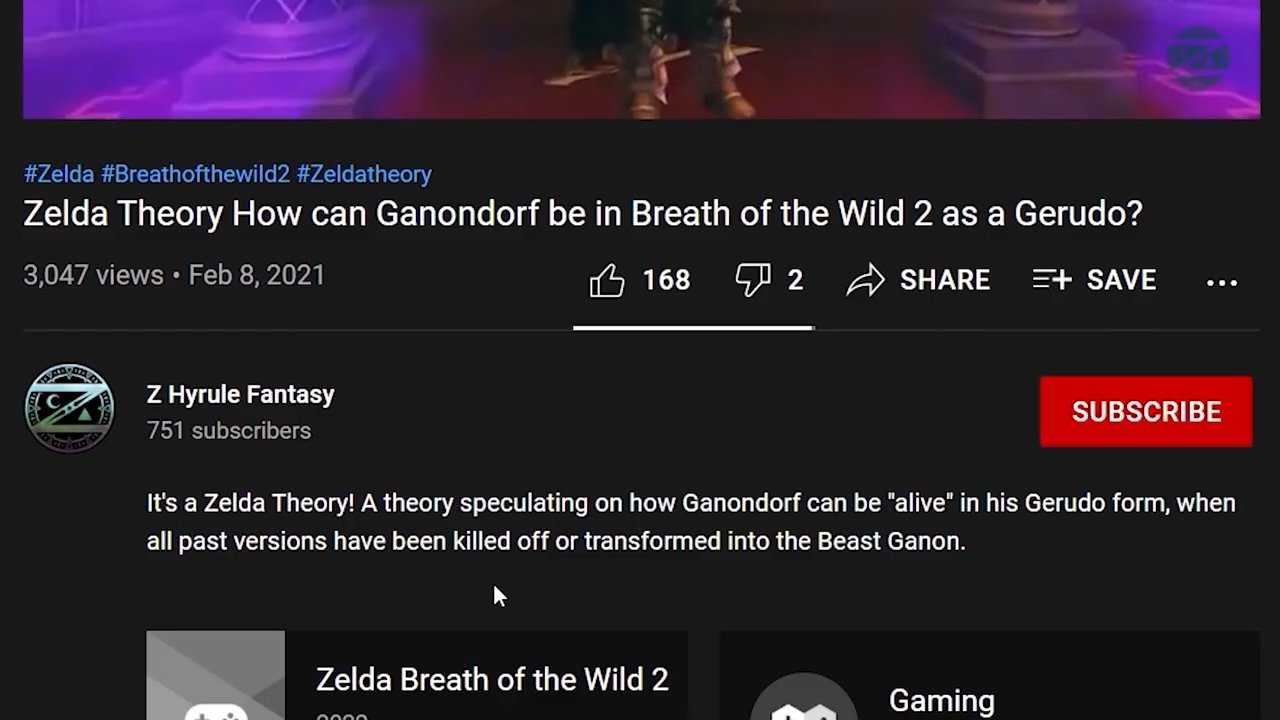 #Zelda #Breathofthewild2 #Zeldatheory
Zelda Theory How can Ganondorf be in Breath of the Wild 2 as a Gerudo?
3,047 views • Feb 8, 2021
168
2
SHARE
SAVE
Z Hyrule Fantasy
751 subscribers
SUBSCRIBE
It's a Zelda Theory! A theory speculating on how Ganondorf can be "alive" in his Gerudo form, when
all past versions have been killed off or transformed into the Beast Ganon.
Zelda Breath of the Wild 2
Gaming